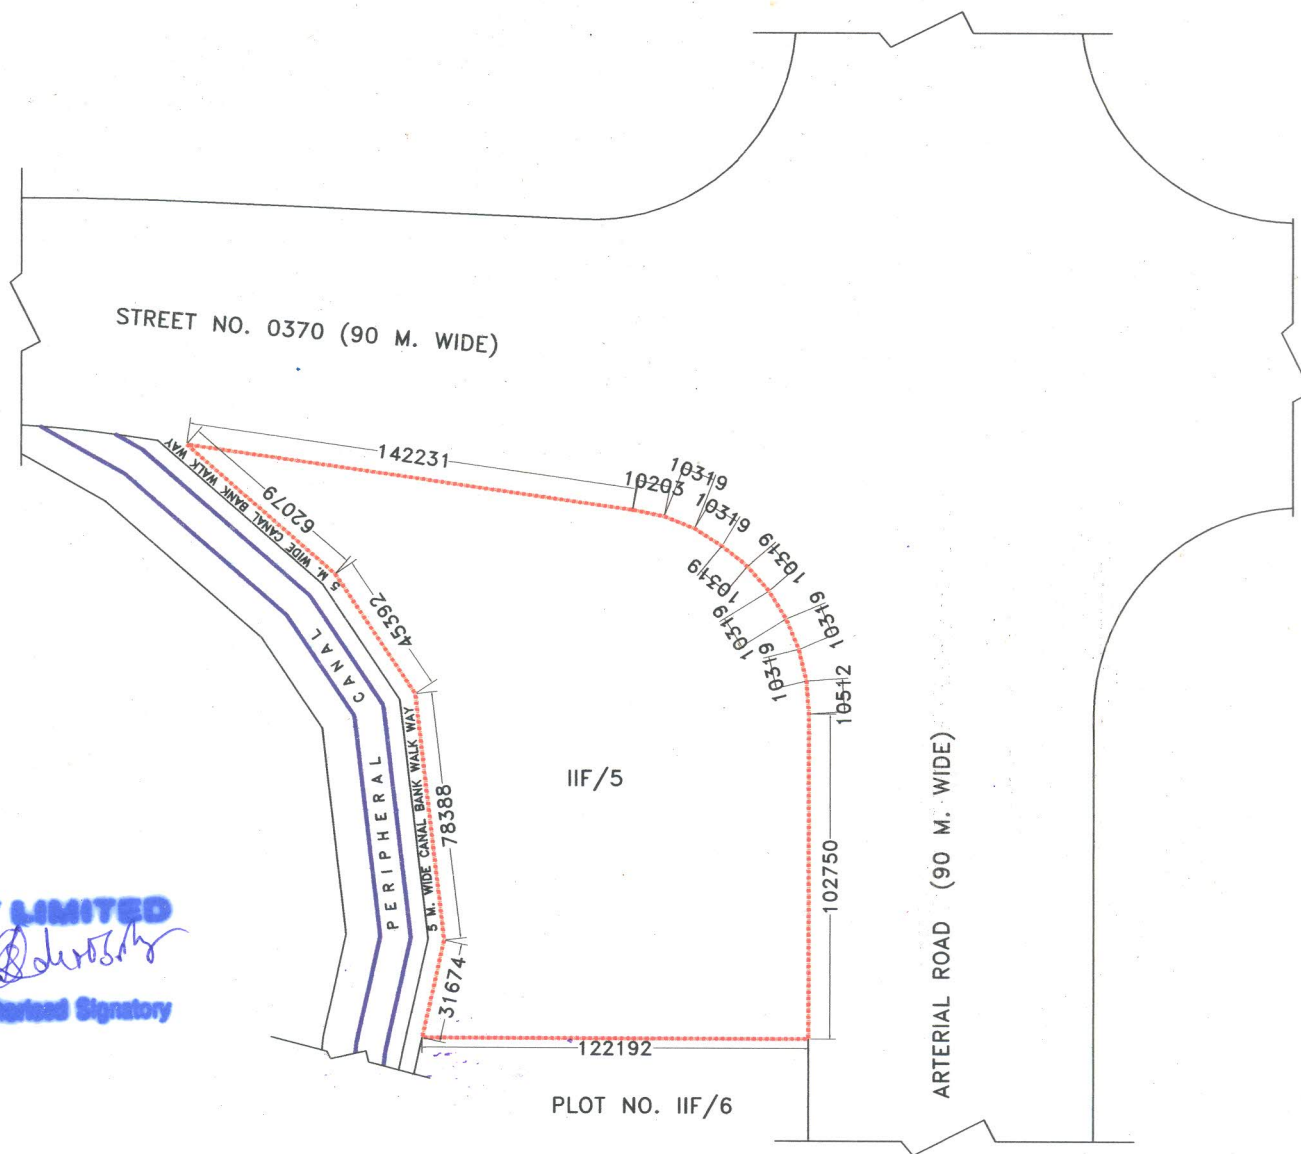 STREET NO. 0370 (90 M. WIDE)
142231
10203
10319
10319
10319
10319
10319
10319
10319
10319
10319
10319
10512
62079
5 M. WIDE CANAL BANK WALK WAY
45392
PERIPHERAL CANAL
5 M. WIDE CANAL BANK WALK WAY
78388
IIF/5
102750
ARTERIAL ROAD (90 M. WIDE)
31674
122192
PLOT NO. IIF/6
LIMITED
Signatory